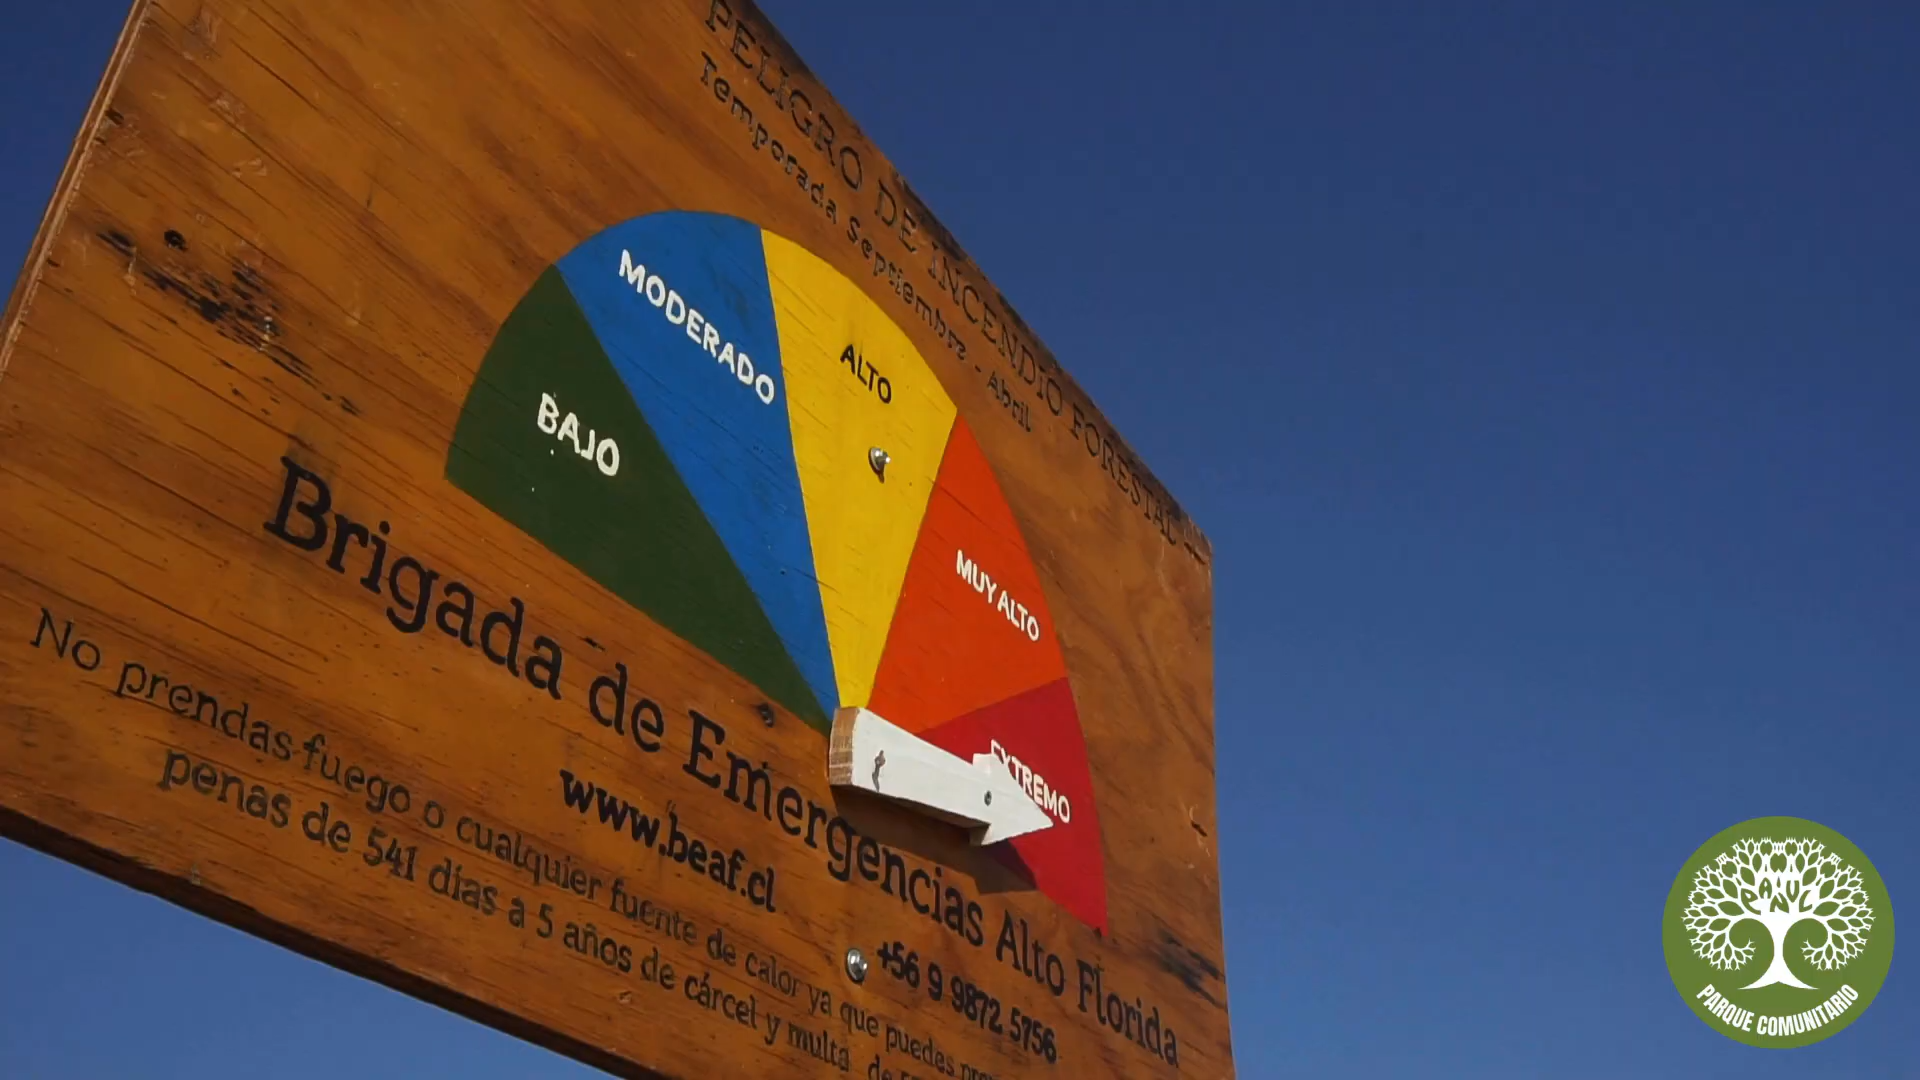 PELIGRO DE INCENDIO FORESTAL
Temporada Septiembre - Abril
BAJO
MODERADO
ALTO
MUY ALTO
EXTREMO
Brigada de Emergencias Alto Florida
www.beaf.cl
+56 9 9872 5756
No prendas fuego o cualquier fuente de calor ya que puedes
penas de 541 días a 5 años de cárcel y multa de
PANUL
PARQUE COMUNITARIO